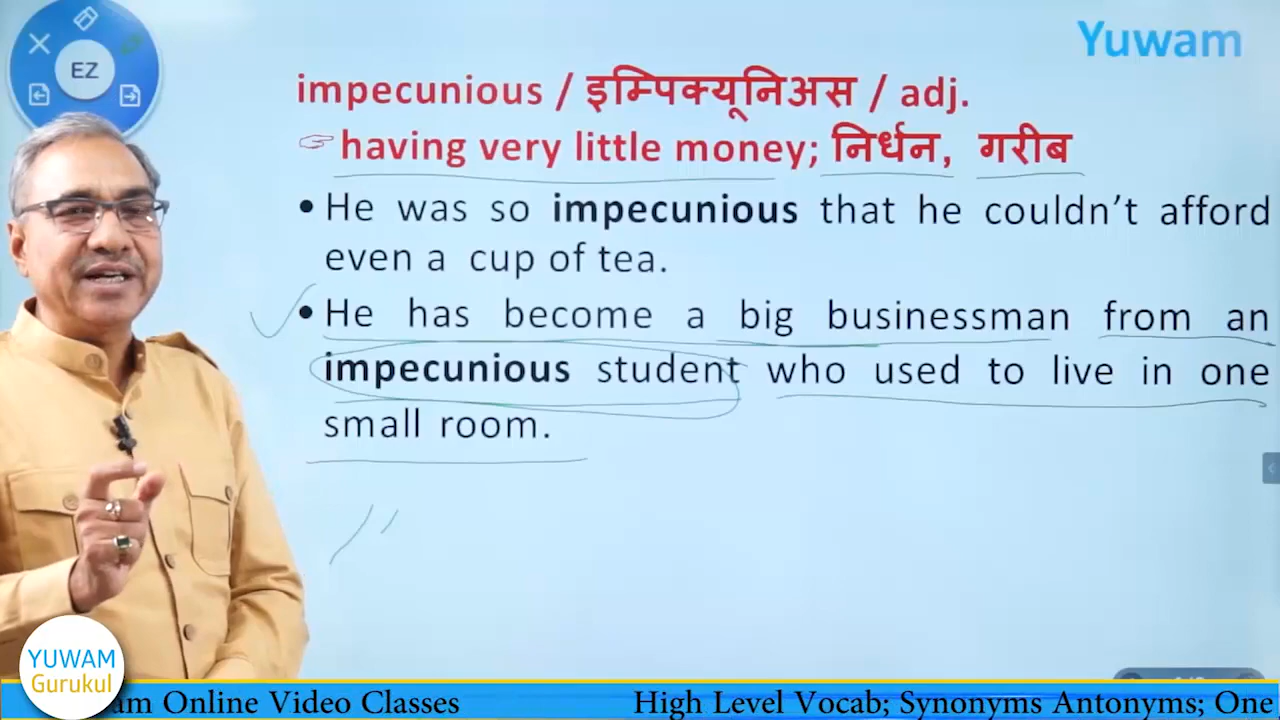 EZ
Yuwam
impecunious / इम्पिक्यूनिअस / adj.
☞ having very little money; निर्धन, गरीब
• He was so impecunious that he couldn't afford
even a cup of tea.
• He has become a big businessman from an
impecunious student who used to live in one
small room.
YUWAM
Gurukul
am Online Video Classes
High Level Vocab; Synonyms Antonyms; One